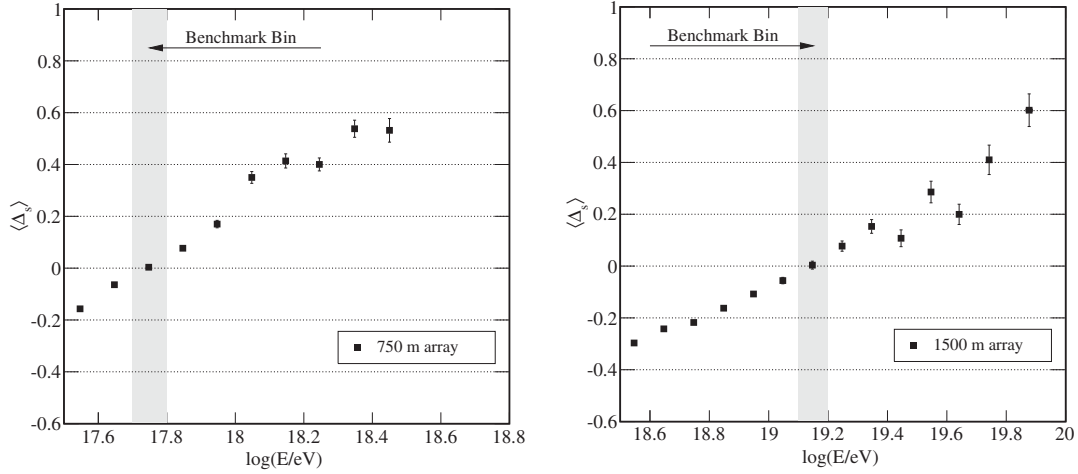 1
0.8
0.6
0.4
0.2
0
-0.2
-0.4
-0.6
⟨Δs⟩
Benchmark Bin
750 m array
17.6 17.8 18 18.2 18.4 18.6 18.8
log(E/eV)
1
0.8
0.6
0.4
0.2
0
-0.2
-0.4
-0.6
⟨Δs⟩
Benchmark Bin
1500 m array
18.6 18.8 19 19.2 19.4 19.6 19.8 20
log(E/eV)